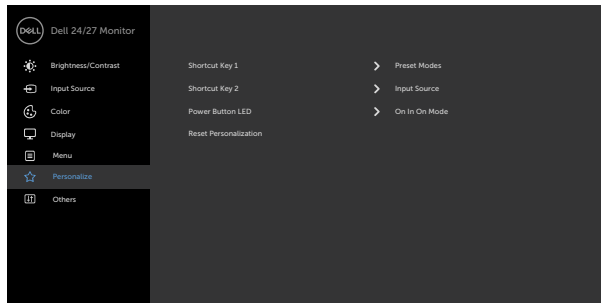 DELL Dell 24/27 Monitor
Brightness/Contrast Shortcut Key 1 Preset Modes
Input Source Shortcut Key 2 Input Source
Color Power Button LED On In On Mode
Display Reset Personalization
Menu
Personalize
Others